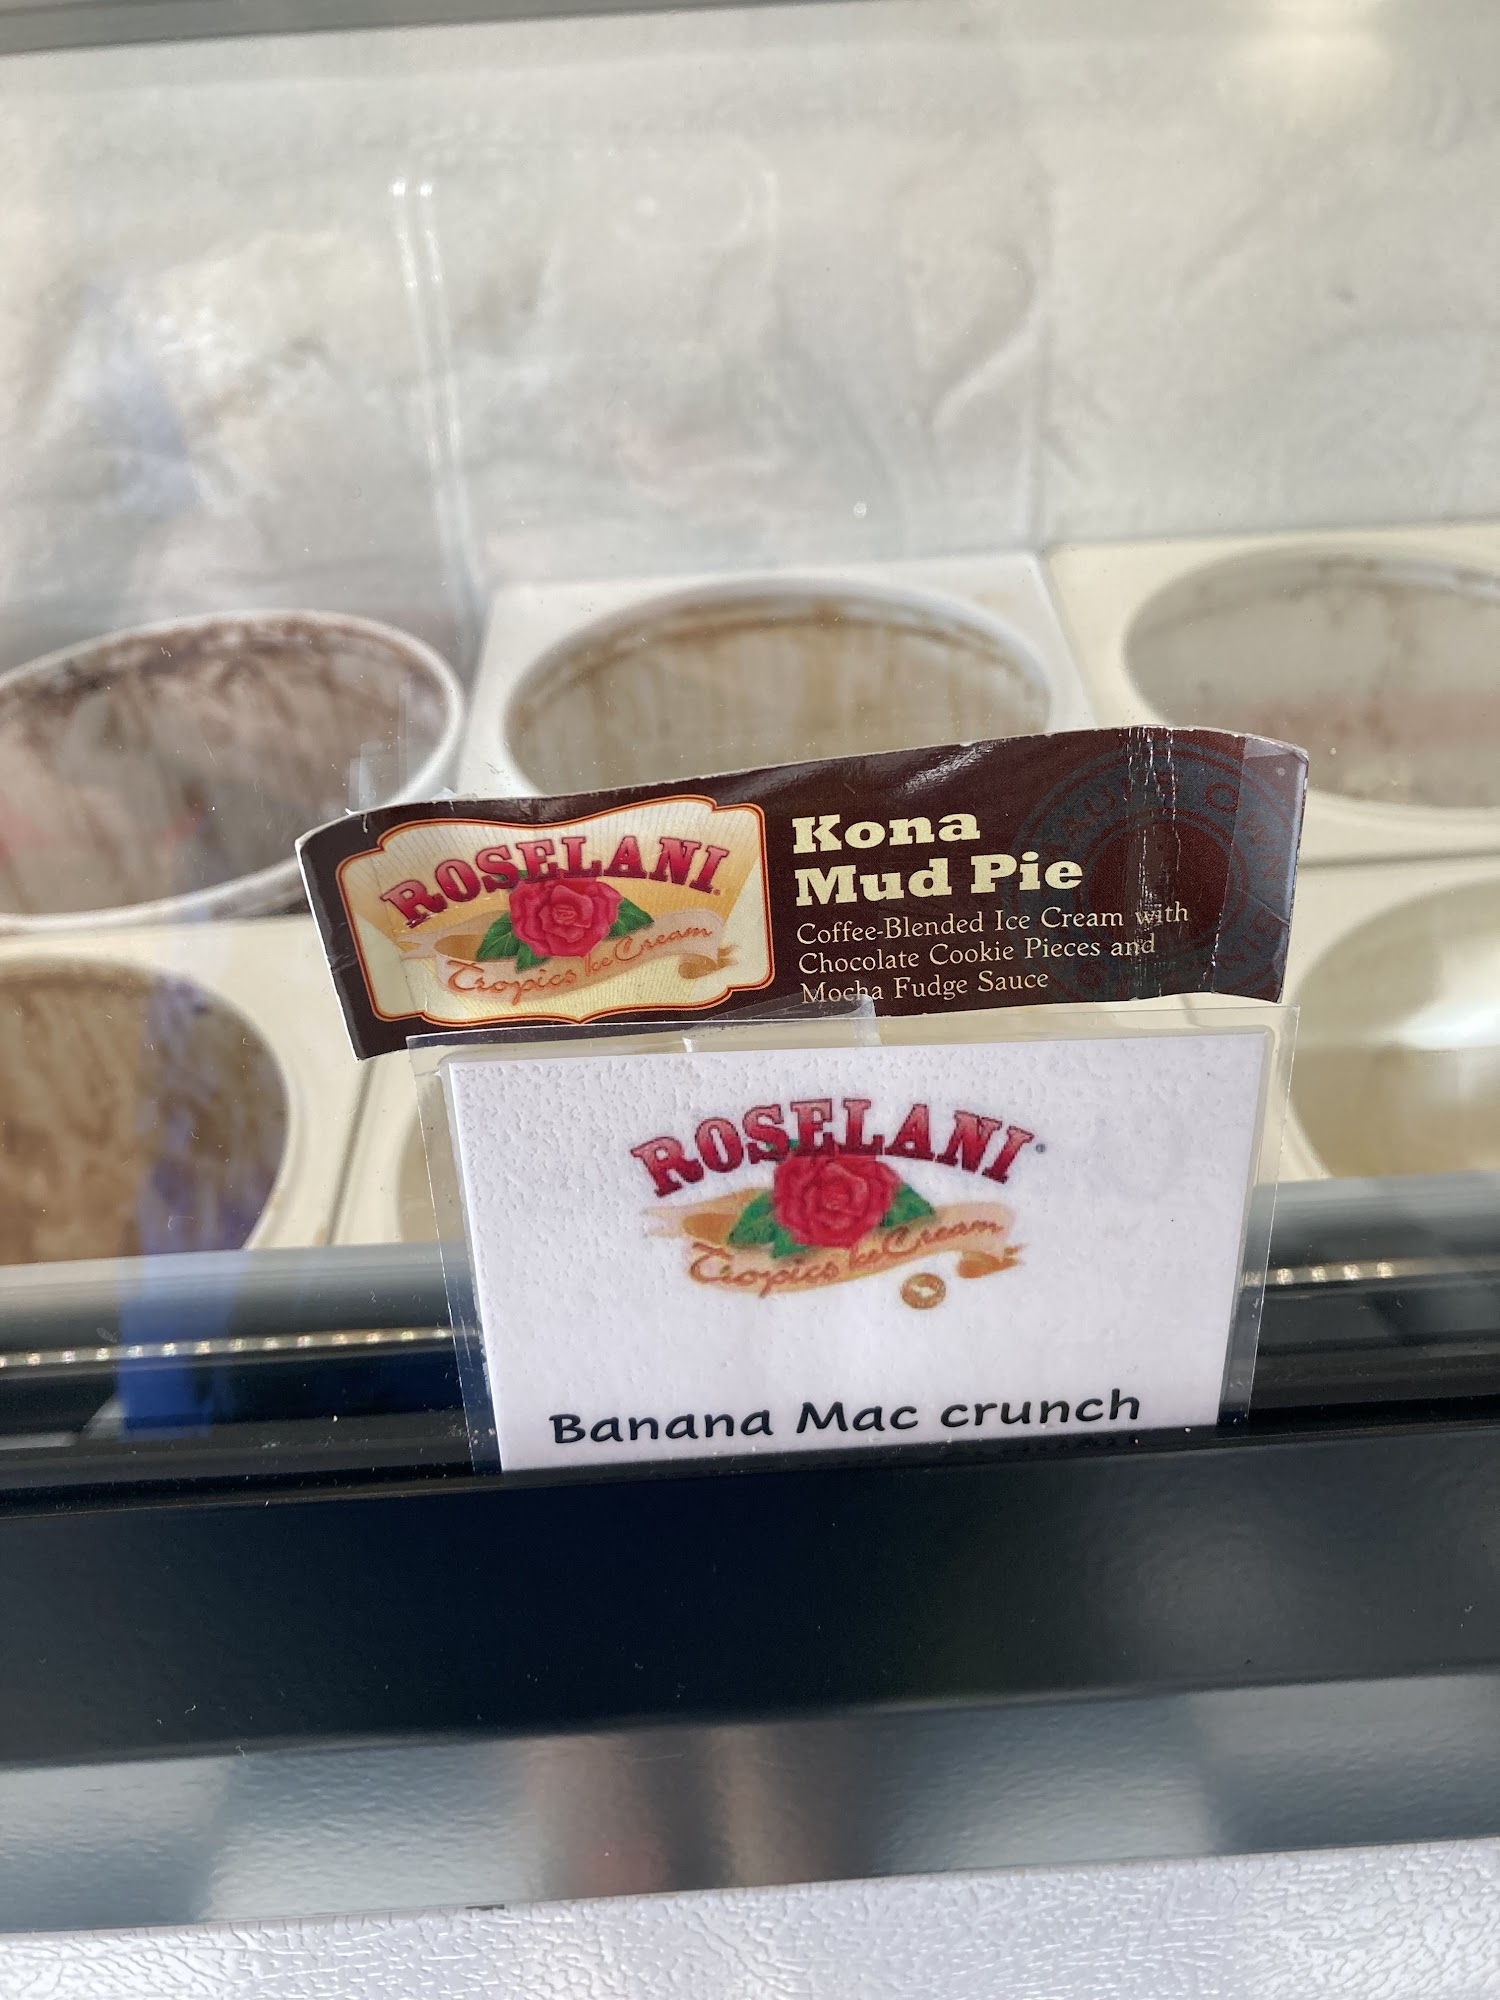 ROSELANI
Tropics Ice Cream
Kona
Mud Pie
Coffee-Blended Ice Cream with
Chocolate Cookie Pieces and
Mocha Fudge Sauce
ROSELANI®
Tropics Ice Cream
Banana Mac crunch